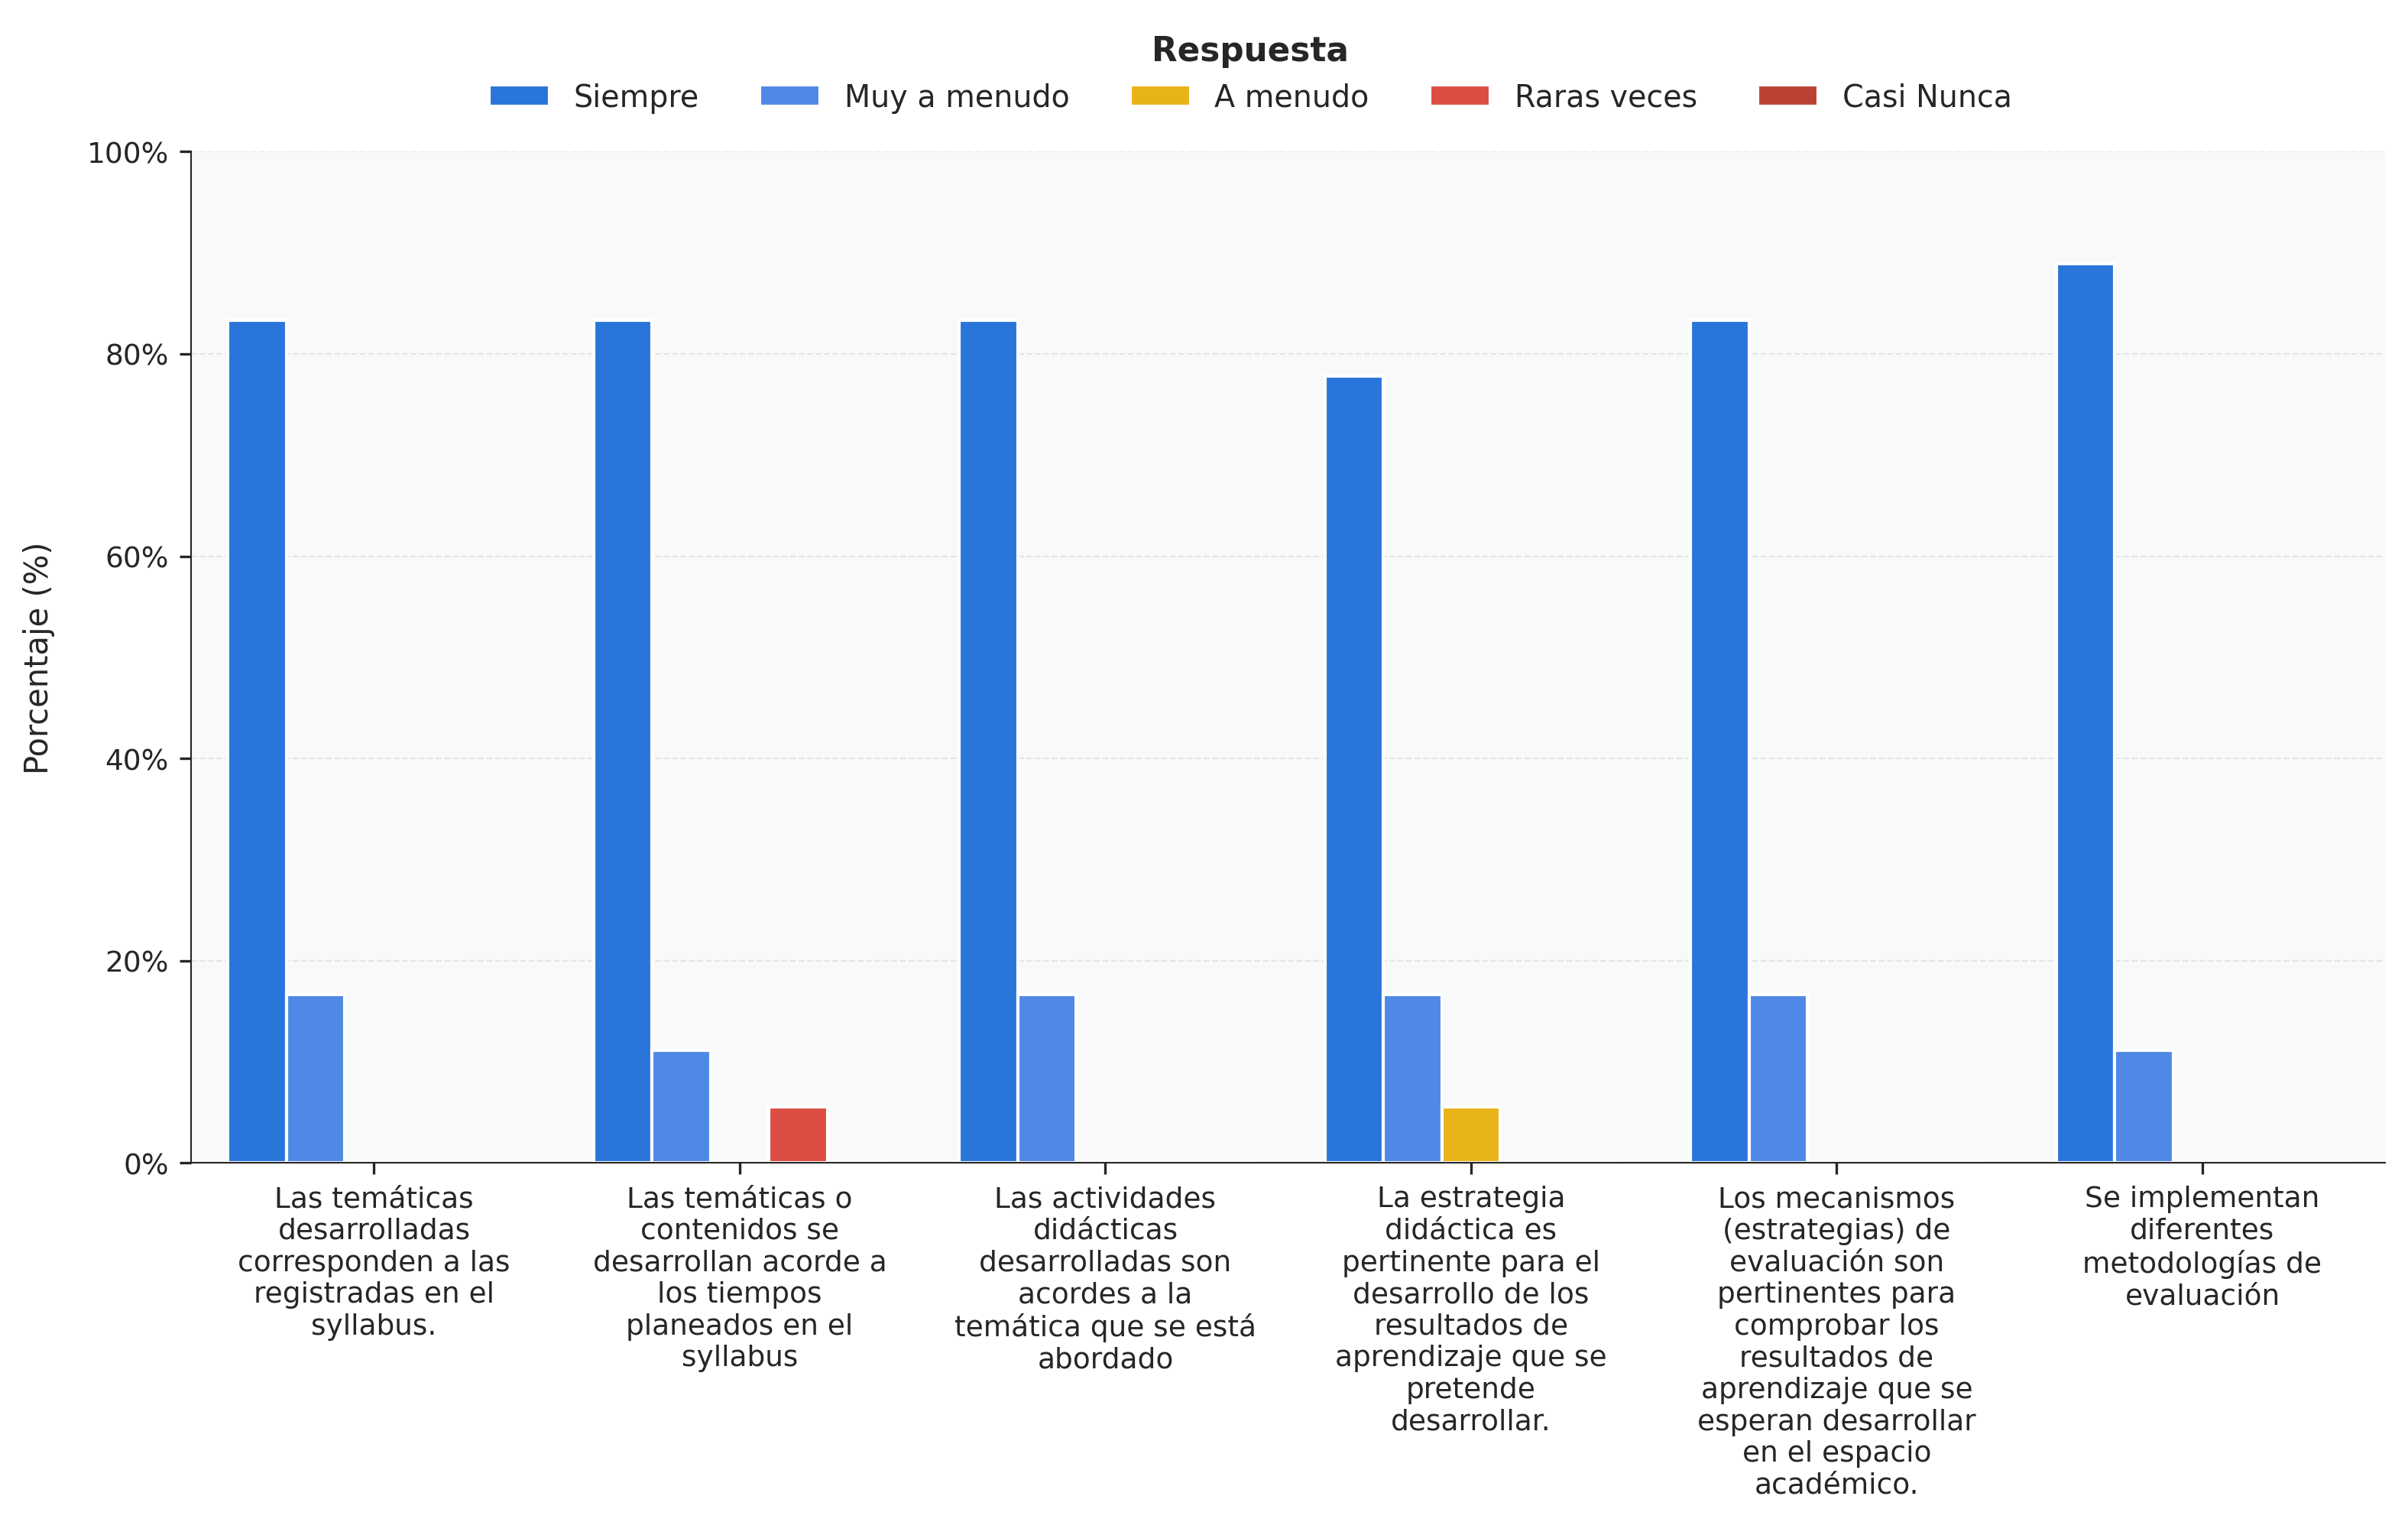 Respuesta
Siempre
Muy a menudo
A menudo
Raras veces
Casi Nunca
Porcentaje (%)
100%
80%
60%
40%
20%
0%
Las temáticas
desarrolladas
corresponden a las
registradas en el
syllabus.
Las temáticas o
contenidos se
desarrollan acorde a
los tiempos
planeados en el
syllabus
Las actividades
didácticas
desarrolladas son
acordes a la
temática que se está
abordado
La estrategia
didáctica es
pertinente para el
desarrollo de los
resultados de
aprendizaje que se
pretende
desarrollar.
Los mecanismos
(estrategias) de
evaluación son
pertinentes para
comprobar los
resultados de
aprendizaje que se
esperan desarrollar
en el espacio
académico.
Se implementan
diferentes
metodologías de
evaluación